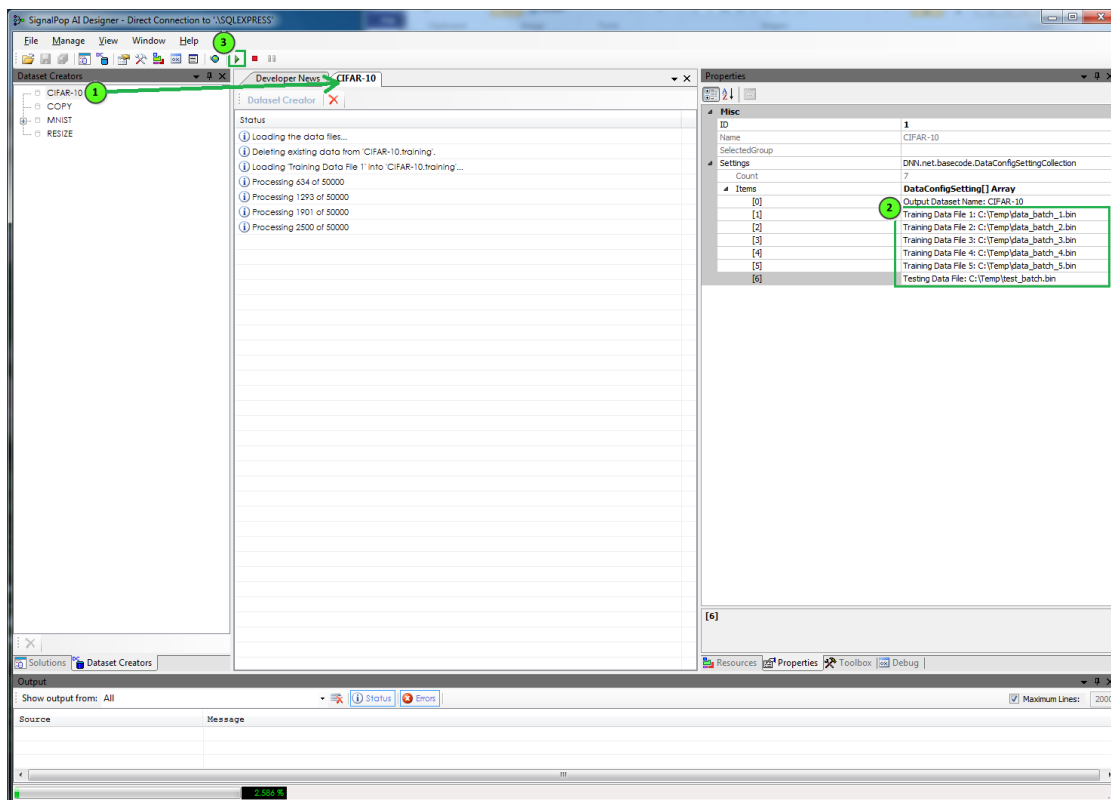 SignalPop AI Designer - Direct Connection to '.\SQLEXPRESS'
File Manage View Window Help
3
Dataset Creators
CIFAR-10
1
COPY
MNIST
RESIZE
Solutions Dataset Creators
Developer News CIFAR-10
Dataset Creator
Status
Loading the data files...
Deleting existing data from 'CIFAR-10.training'.
Loading 'Training Data File 1' into 'CIFAR-10.training'...
Processing 634 of 50000
Processing 1293 of 50000
Processing 1901 of 50000
Processing 2500 of 50000
Properties
Misc
ID 1
Name CIFAR-10
SelectedGroup
Settings DNN.net.basecode.DataConfigSettingCollection
Count 7
Items DataConfigSetting[] Array
2
[0] Output Dataset Name: CIFAR-10
[1] Training Data File 1: C:\Temp\data_batch_1.bin
[2] Training Data File 2: C:\Temp\data_batch_2.bin
[3] Training Data File 3: C:\Temp\data_batch_3.bin
[4] Training Data File 4: C:\Temp\data_batch_4.bin
[5] Training Data File 5: C:\Temp\data_batch_5.bin
[6] Testing Data File: C:\Temp\test_batch.bin
[6]
Resources Properties Toolbox Debug
Output
Show output from: All Status Errors Maximum Lines: 2000
Source Message
2.586 %